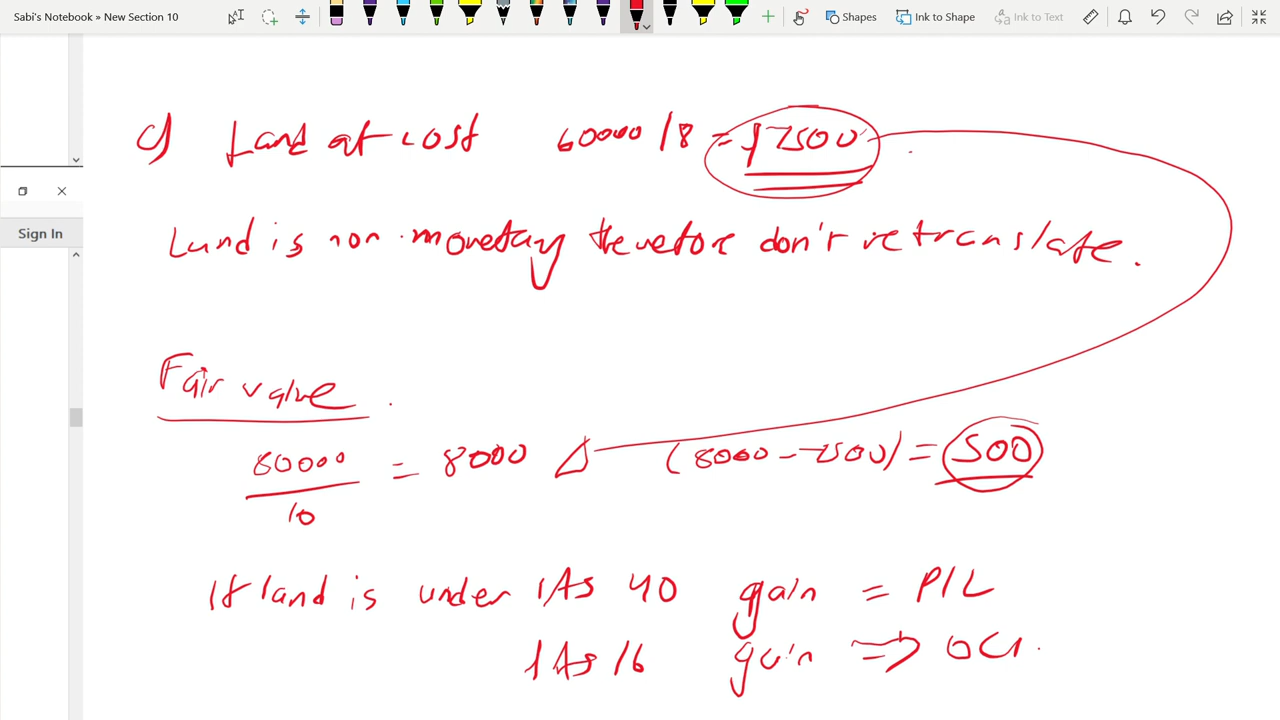 Sabi's Notebook » New Section 10
Shapes
Ink to Shape
Ink to Text
Sign In
c) Land at cost 60000/8 = $7500
Land is non-monetary therefore don't retranslate.
Fair value
80000/10 = 8000 (8000 - 7500) = 500
If land is under IAS 40 gain = P/L
IAS 16 gain => OCI.